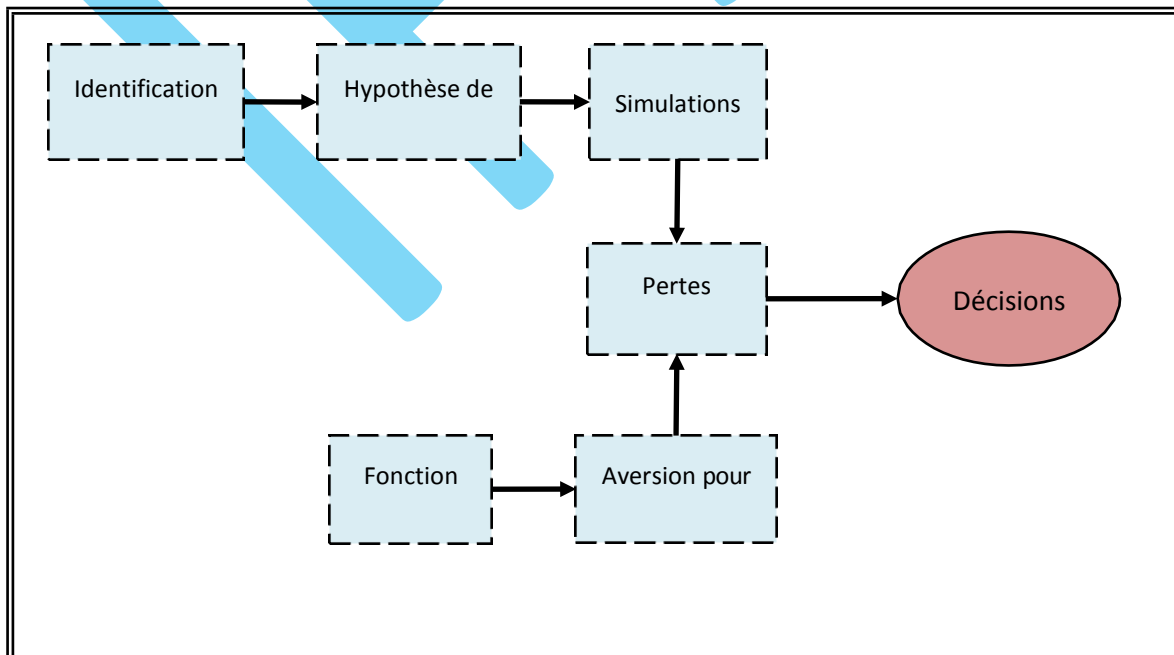 Identification
Hypothèse de
Simulations
Pertes
Décisions
Fonction
Aversion pour